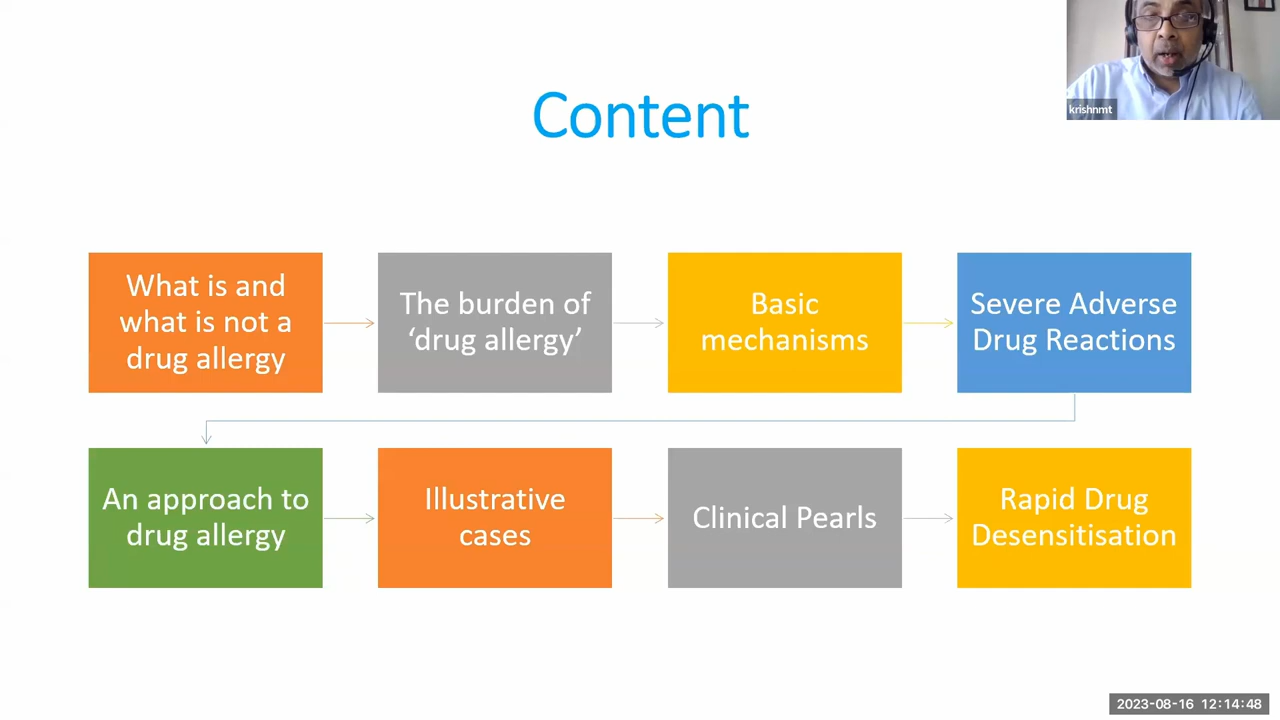 krishnmt
Content
What is and
what is not a
drug allergy
The burden of
‘drug allergy’
Basic
mechanisms
Severe Adverse
Drug Reactions
An approach to
drug allergy
Illustrative
cases
Clinical Pearls
Rapid Drug
Desensitisation
2023-08-16 12:14:48